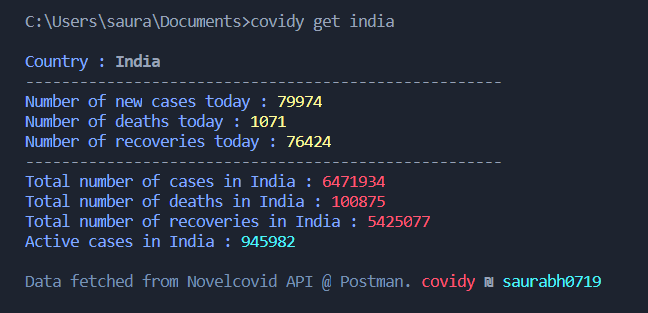 C:\Users\saura\Documents>covidy get india
Country : India
----------------------------------------------------
Number of new cases today : 79974
Number of deaths today : 1071
Number of recoveries today : 76424
----------------------------------------------------
Total number of cases in India : 6471934
Total number of deaths in India : 100875
Total number of recoveries in India : 5425077
Active cases in India : 945982
Data fetched from Novelcovid API @ Postman. covidy ₪ saurabh0719